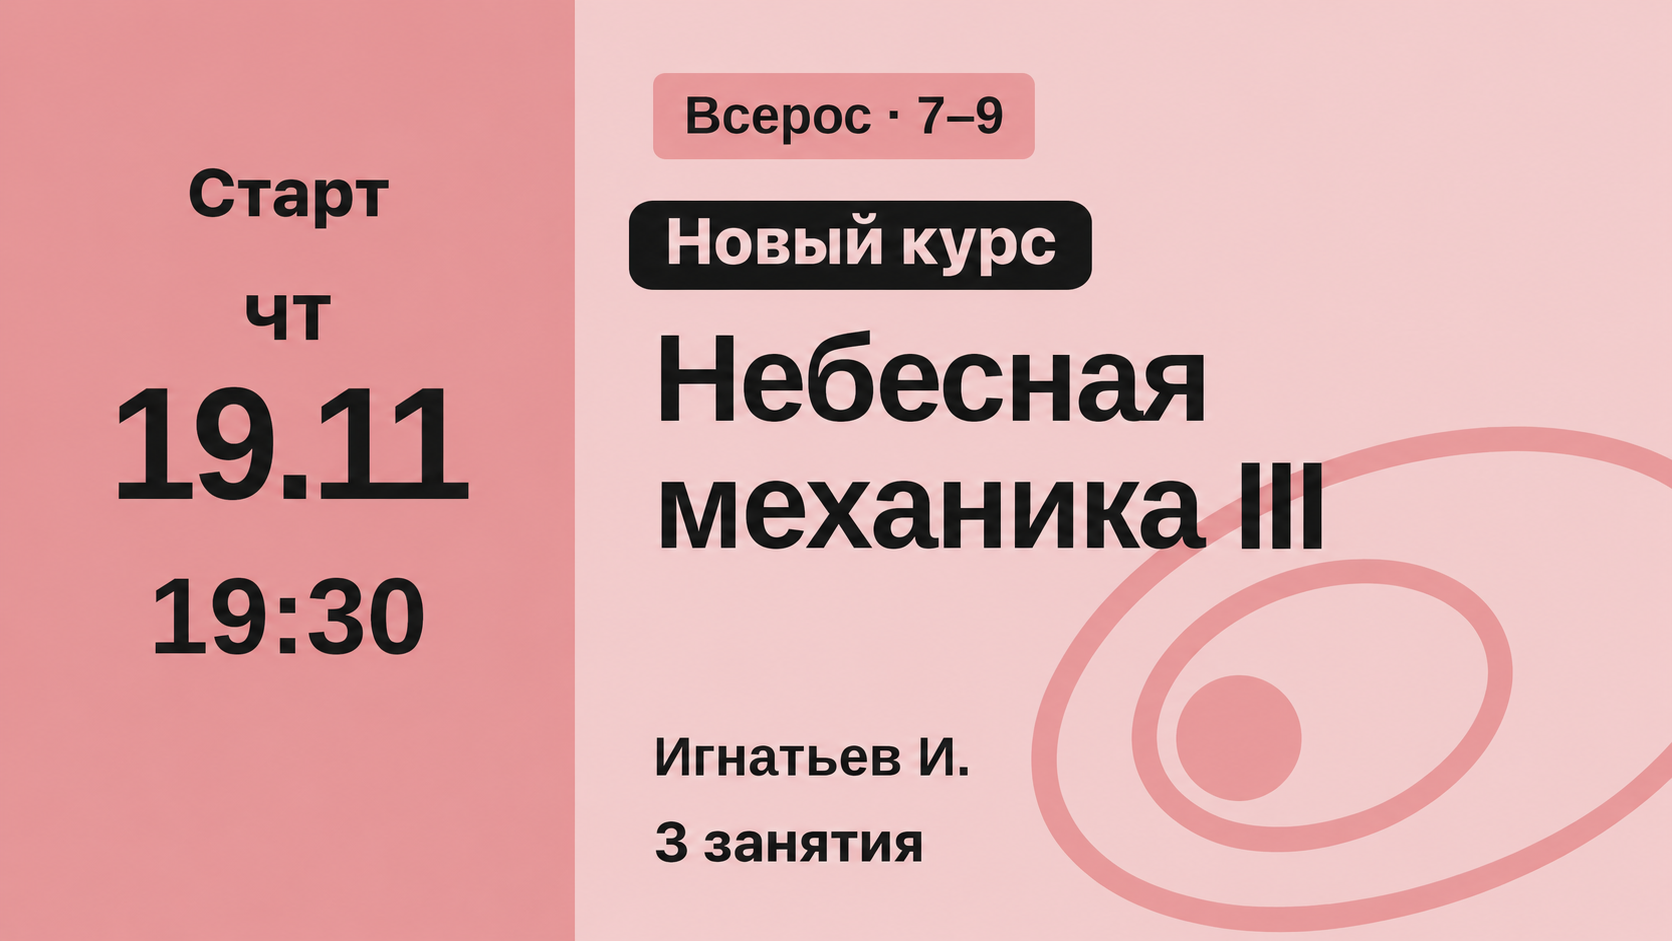 Старт
чт
19.11
19:30
Всерос · 7–9
Новый курс
Небесная
механика III
Игнатьев И.
3 занятия